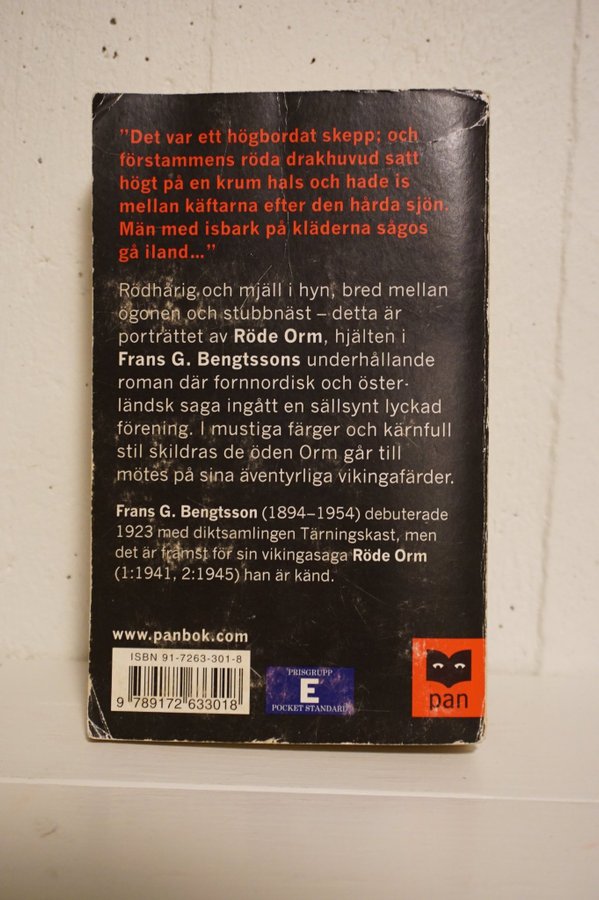 "Det var ett högbordat skepp; och
förstammens röda drakhuvud satt
högt på en krum hals och hade is
mellan käftarna efter den hårda sjön.
Män med isbark på kläderna sågos
gå iland..."
Rödhårig och mjäll i hyn, bred mellan
ögonen och stubbnäst – detta är
porträttet av Röde Orm, hjälten i
Frans G. Bengtssons underhållande
roman där fornnordisk och öster-
ländsk saga ingått en sällsynt lyckad
förening. I mustiga färger och kärnfull
stil skildras de öden Orm går till
mötes på sina äventyrliga vikingafärder.
Frans G. Bengtsson (1894–1954) debuterade
1923 med diktsamlingen Tärningskast, men
det är främst för sin vikingasaga Röde Orm
(1:1941, 2:1945) han är känd.
www.panbok.com
ISBN 91-7263-301-8
9 789172 633018
PRISGRUPP
E
POCKET STANDARD
pan